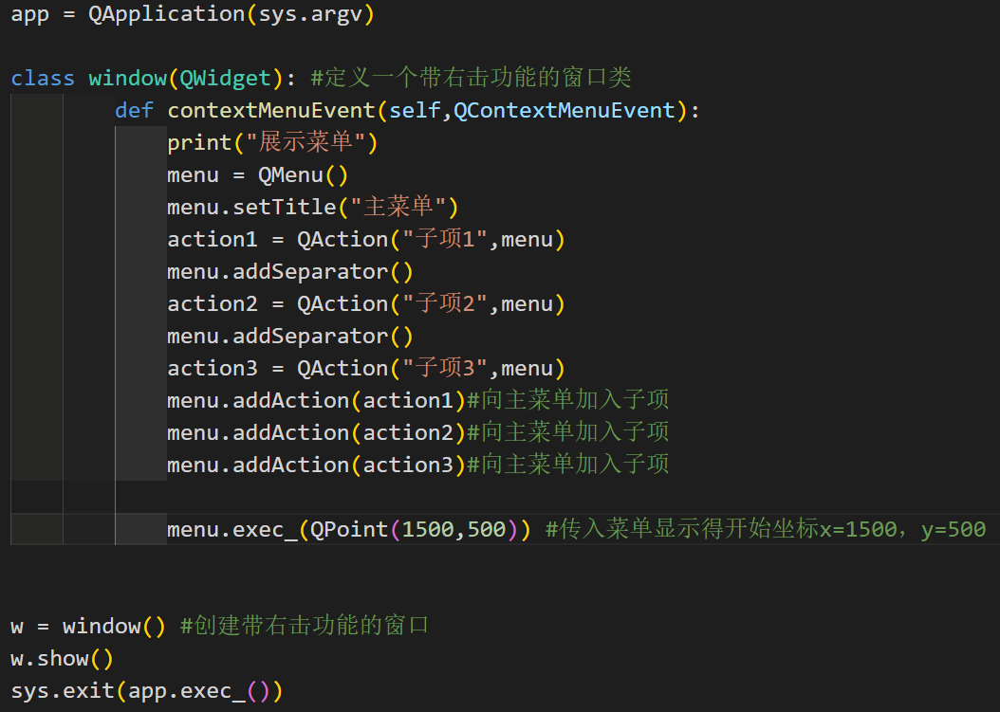 app = QApplication(sys.argv)
class window(QWidget): #定义一个带右击功能的窗口类
def contextMenuEvent(self,QContextMenuEvent):
print("展示菜单")
menu = QMenu()
menu.setTitle("主菜单")
action1 = QAction("子项1",menu)
menu.addSeparator()
action2 = QAction("子项2",menu)
menu.addSeparator()
action3 = QAction("子项3",menu)
menu.addAction(action1)#向主菜单加入子项
menu.addAction(action2)#向主菜单加入子项
menu.addAction(action3)#向主菜单加入子项
menu.exec_(QPoint(1500,500)) #传入菜单显示得开始坐标x=1500，y=500
w = window() #创建带右击功能的窗口
w.show()
sys.exit(app.exec_())